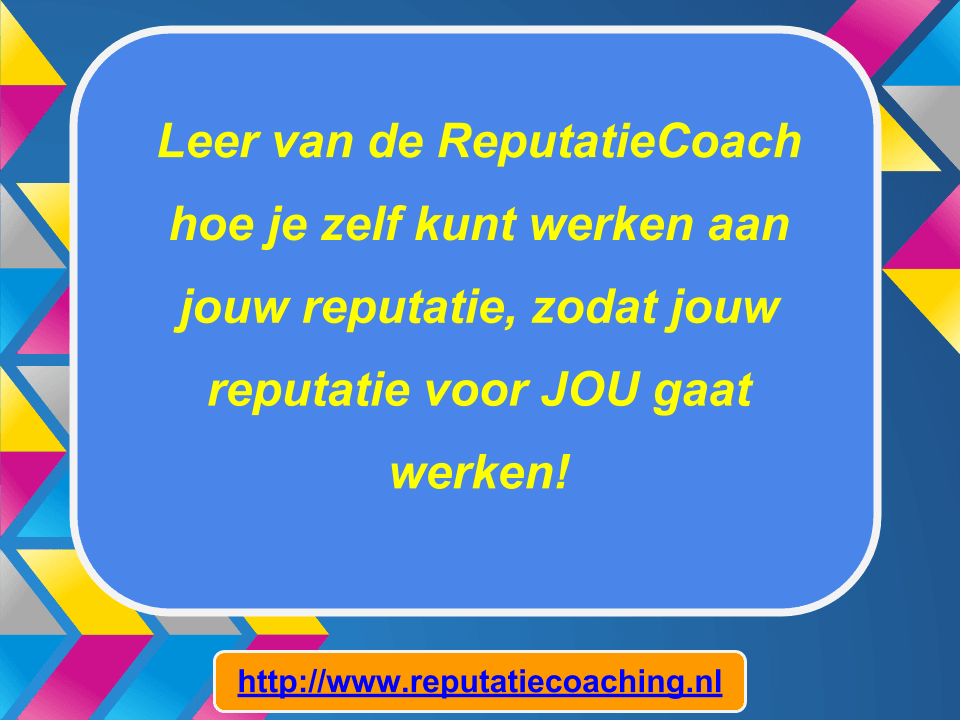 Leer van de ReputatieCoach
hoe je zelf kunt werken aan
jouw reputatie, zodat jouw
reputatie voor JOU gaat
werken!
http://www.reputatiecoaching.nl